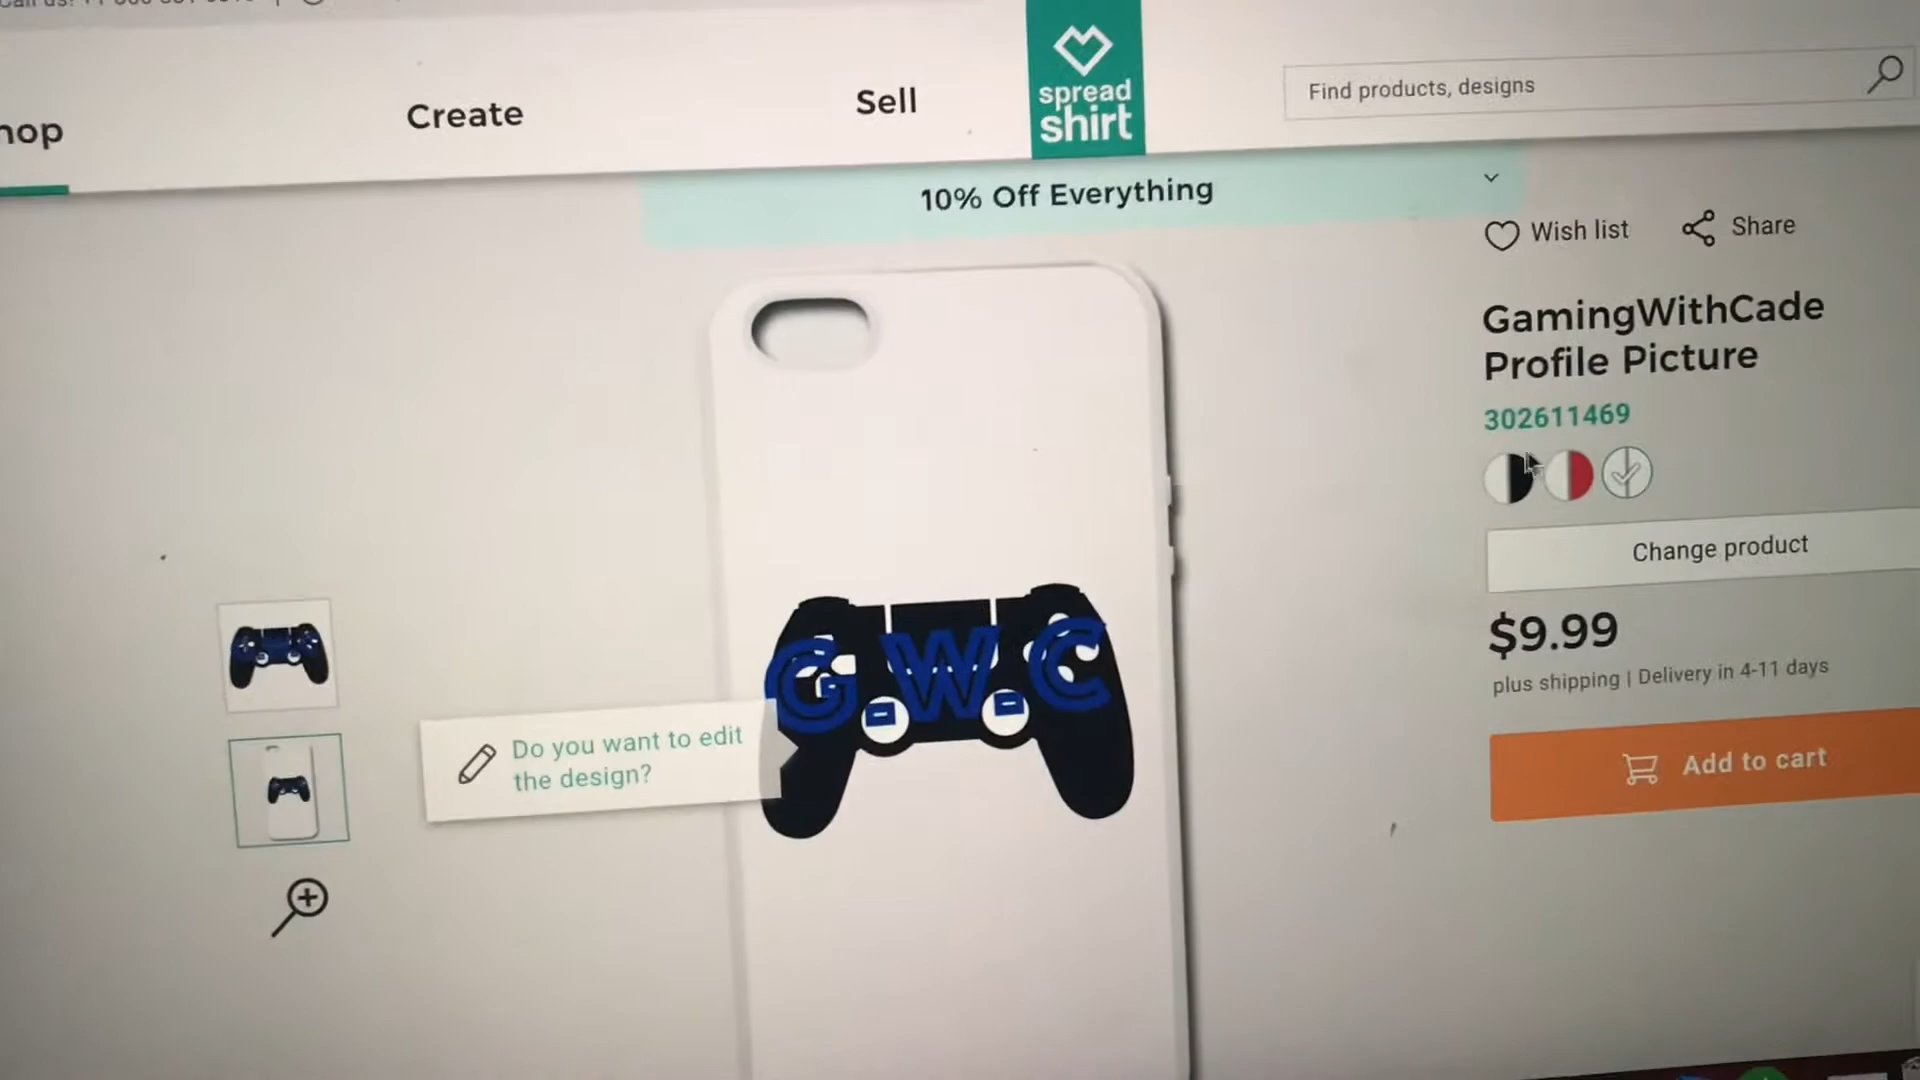 hop
Create
Sell
spread
shirt
Find products, designs
10% Off Everything
Wish list
Share
GamingWithCade
Profile Picture
302611469
Change product
$9.99
plus shipping | Delivery in 4-11 days
Add to cart
GWC
Do you want to edit
the design?